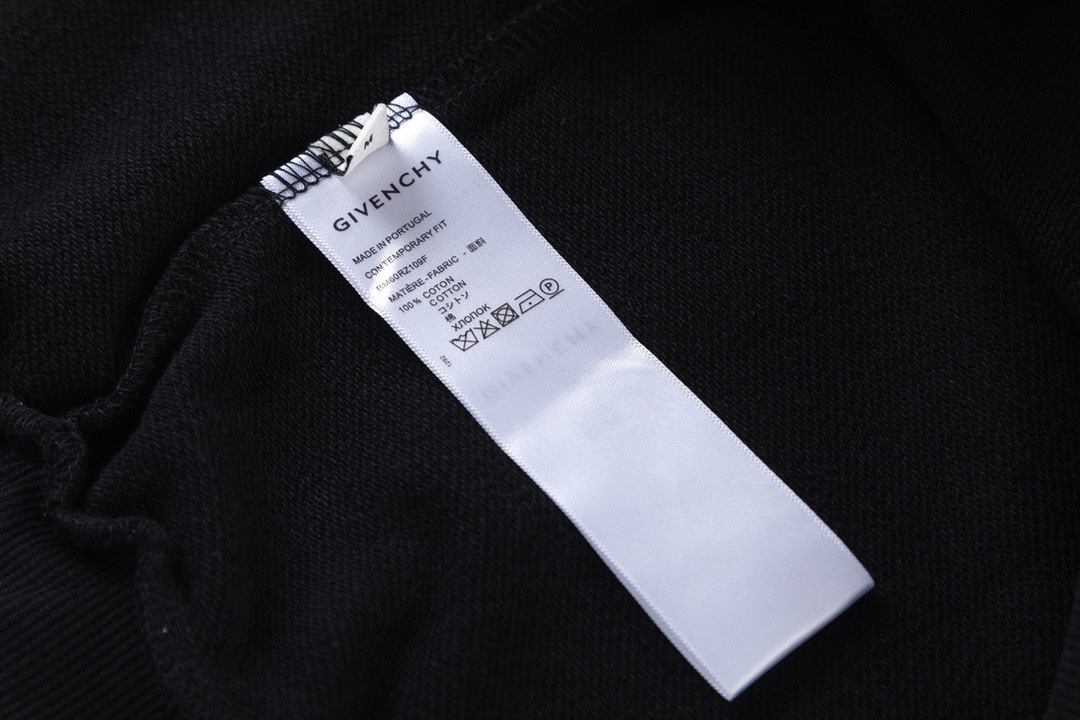 M
GIVENCHY
MADE IN PORTUGAL
CONTEMPORARY FIT
BM60RZ109F
MATIÈRE-FABRIC - 面料
100% COTON
COTTON
コットン
棉
ХЛОПОК